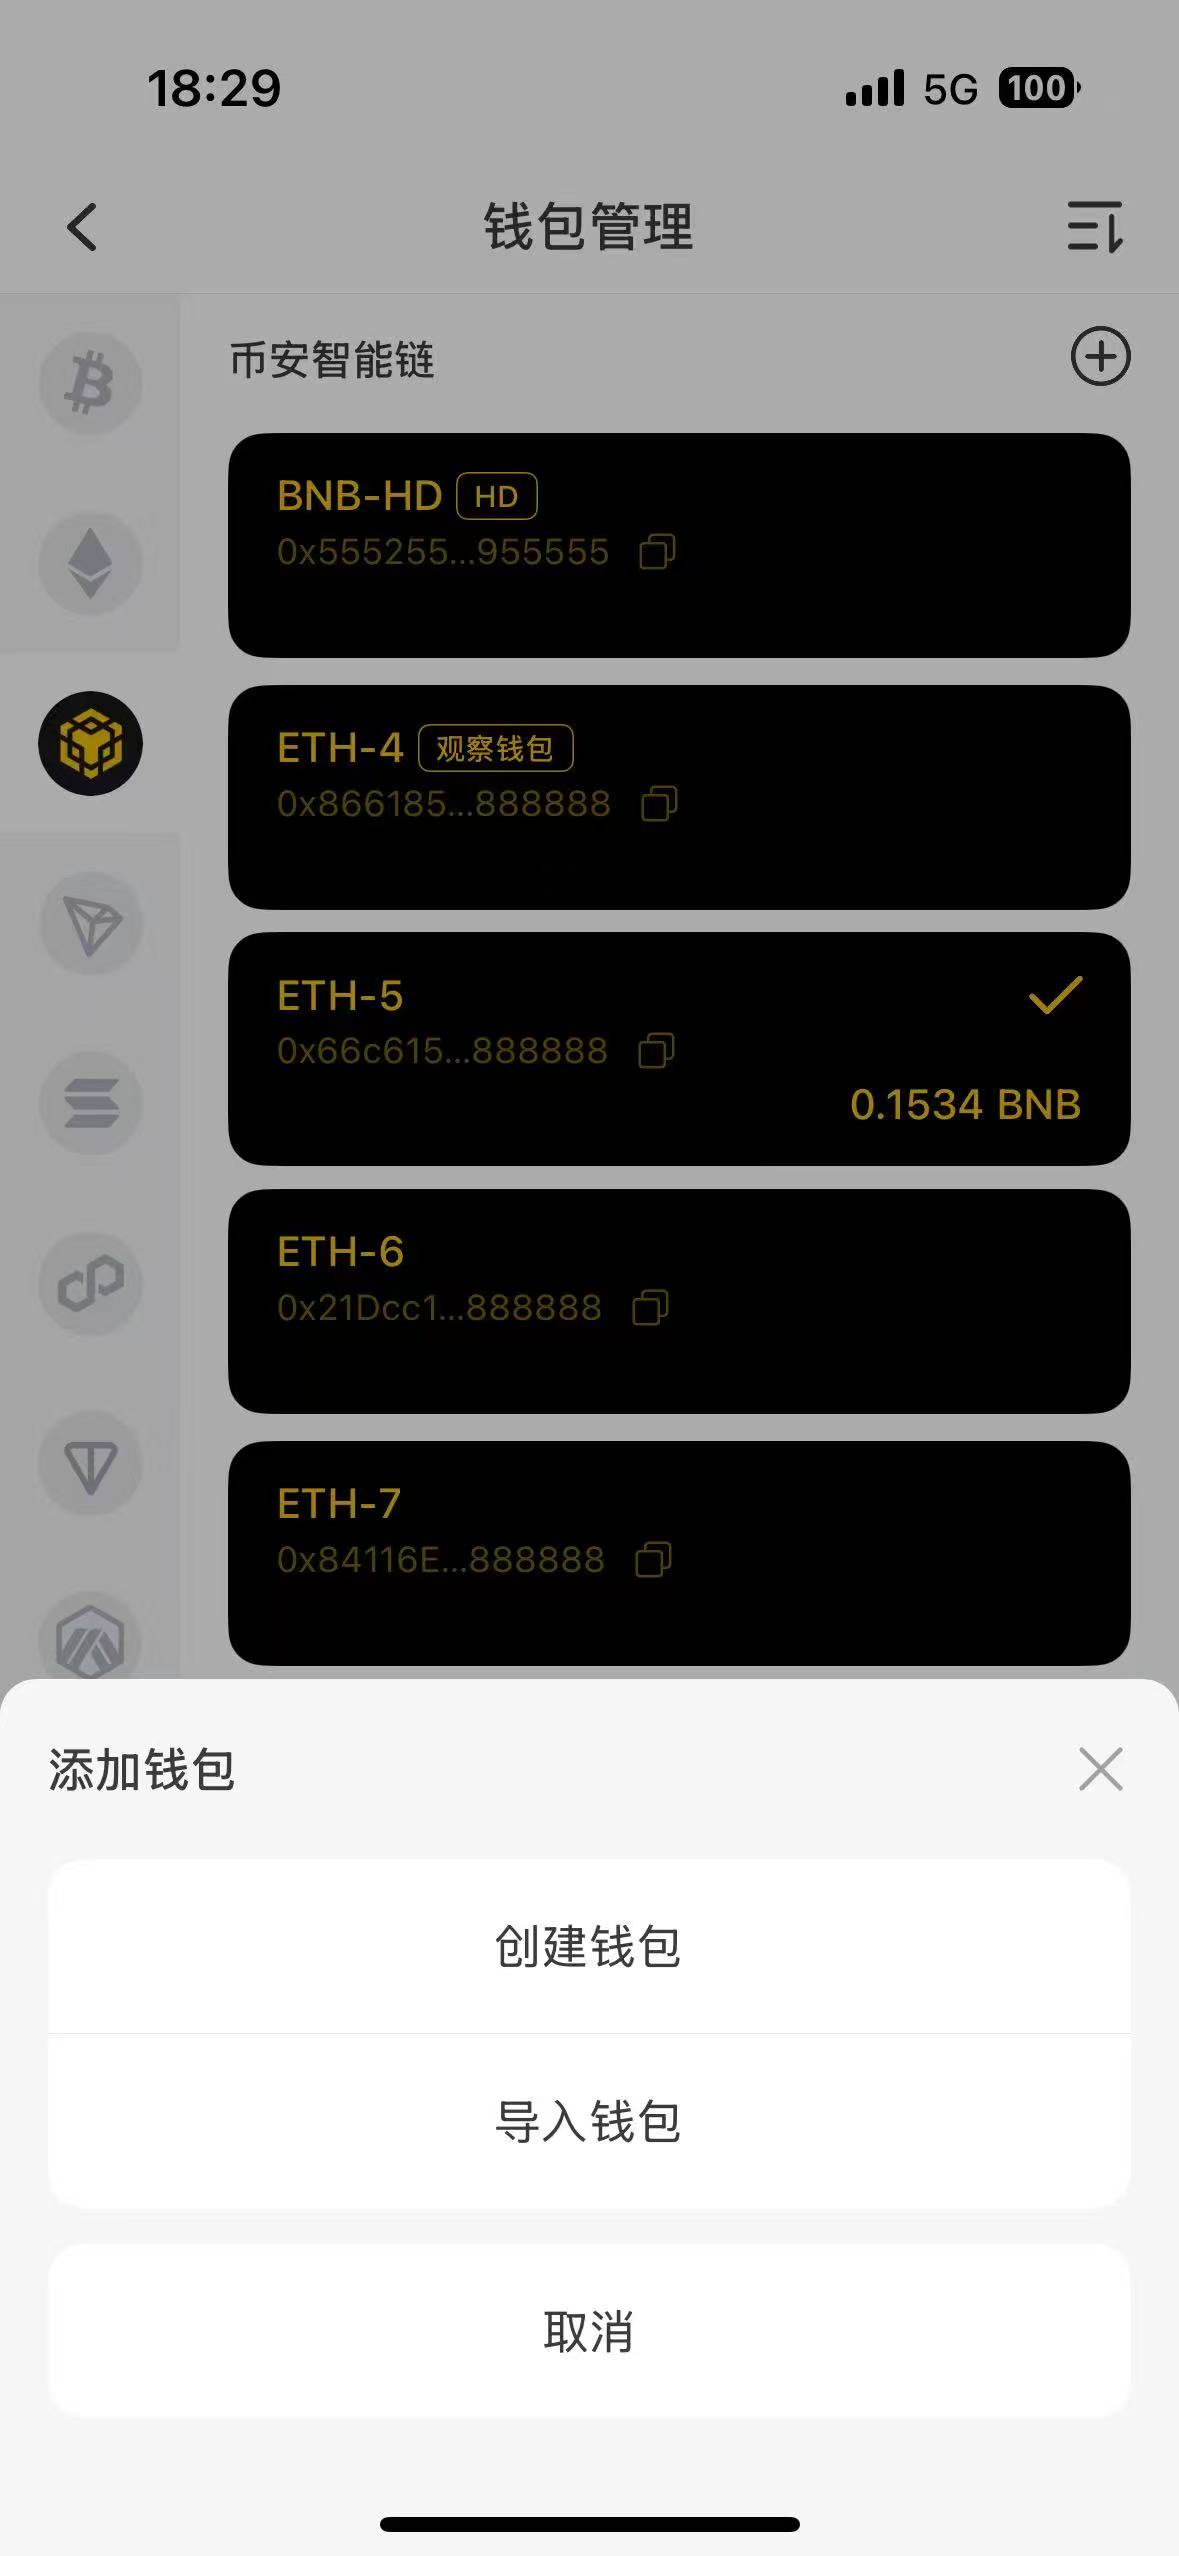 18:29 5G 100
钱包管理
币安智能链
BNB-HD HD
0x555255...955555
ETH-4 观察钱包
0x866185...888888
ETH-5
0x66c615...888888
0.1534 BNB
ETH-6
0x21Dcc1...888888
ETH-7
0x84116E...888888
添加钱包
创建钱包
导入钱包
取消